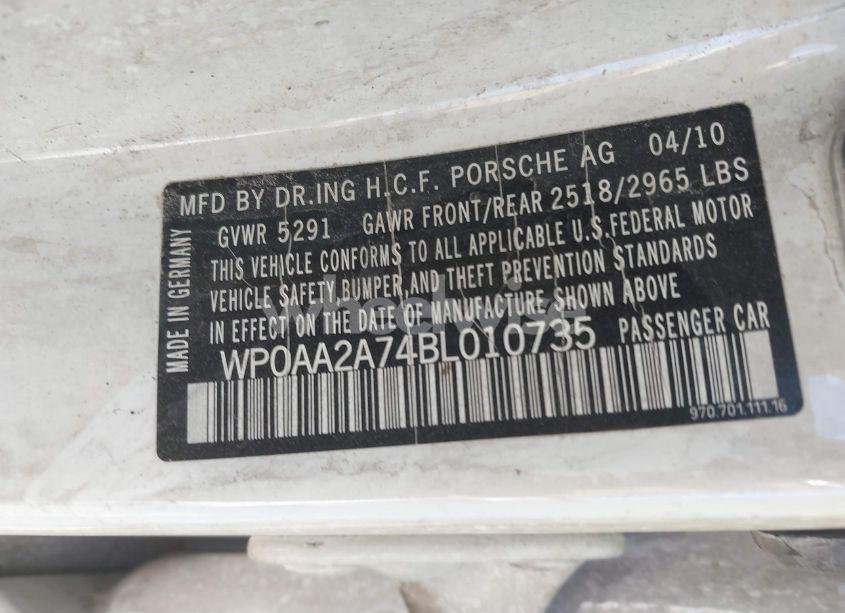 MFD BY DR.ING H.C.F. PORSCHE AG 04/10
GVWR 5291 GAWR FRONT/REAR 2518/2965 LBS
THIS VEHICLE CONFORMS TO ALL APPLICABLE U.S.FEDERAL MOTOR
VEHICLE SAFETY,BUMPER,AND THEFT PREVENTION STANDARDS
IN EFFECT ON THE DATE OF MANUFACTURE SHOWN ABOVE
WP0AA2A74BL010735 PASSENGER CAR
970.701.111.16
MADE IN GERMANY
wheelwise